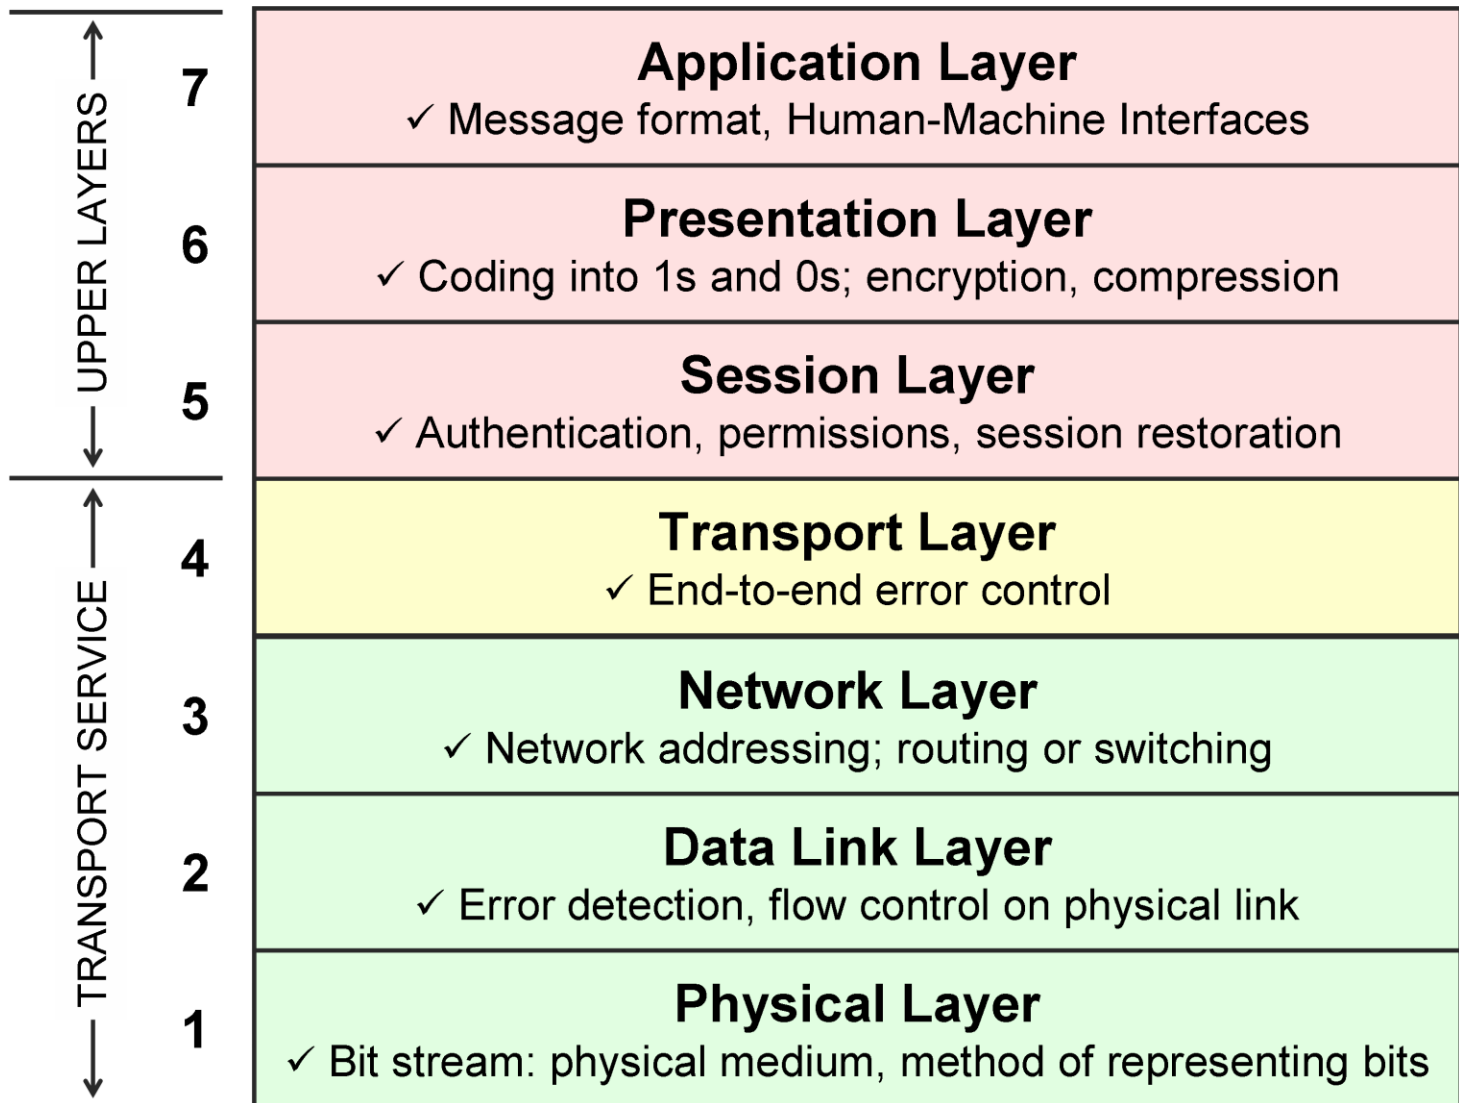 UPPER LAYERS
7
Application Layer
✓ Message format, Human-Machine Interfaces
6
Presentation Layer
✓ Coding into 1s and 0s; encryption, compression
5
Session Layer
✓ Authentication, permissions, session restoration
TRANSPORT SERVICE
4
Transport Layer
✓ End-to-end error control
3
Network Layer
✓ Network addressing; routing or switching
2
Data Link Layer
✓ Error detection, flow control on physical link
1
Physical Layer
✓ Bit stream: physical medium, method of representing bits